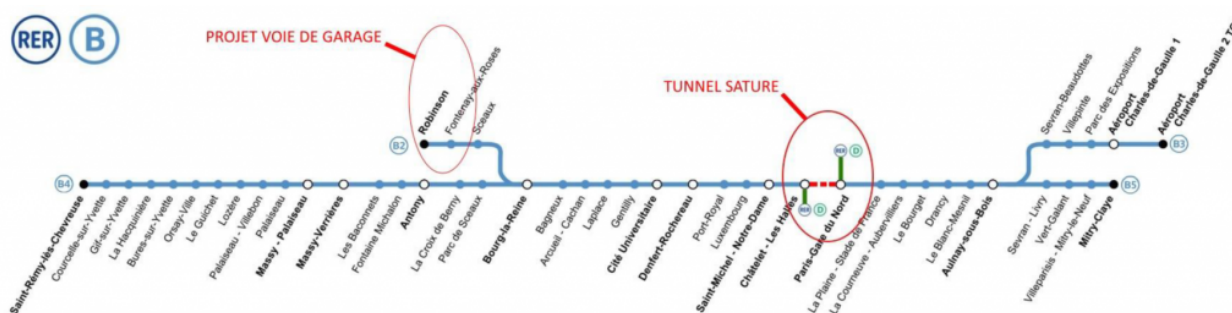 RER B
PROJET VOIE DE GARAGE
TUNNEL SATURE
B2
Robinson
Fontenay-aux-Roses
Sceaux
B4
Saint-Rémy-lès-Chevreuse
Courcelle-sur-Yvette
Gif-sur-Yvette
La Hacquinière
Bures-sur-Yvette
Orsay-Ville
Le Guichet
Lozère
Palaiseau - Villebon
Palaiseau
Massy - Palaiseau
Massy-Verrières
Les Baconnets
Fontaine Michalon
Antony
La Croix de Berny
Parc de Sceaux
Bourg-la-Reine
Bagneux
Arcueil - Cachan
Laplace
Gentilly
Cité Universitaire
Denfert-Rochereau
Port-Royal
Luxembourg
Saint-Michel - Notre-Dame
Châtelet - Les Halles
RER D
Paris-Gare du Nord
RER D
La Plaine - Stade de France
La Courneuve - Aubervilliers
Le Bourget
Drancy
Le Blanc-Mesnil
Aulnay-sous-Bois
Sevran-Beaudottes
Villepinte
Parc des Expositions
Aéroport
Charles-de-Gaulle 1
Aéroport
Charles-de-Gaulle 2
B3
Sevran - Livry
Vert-Galant
Villeparisis - Mitry-le-Neuf
Mitry-Claye
B5